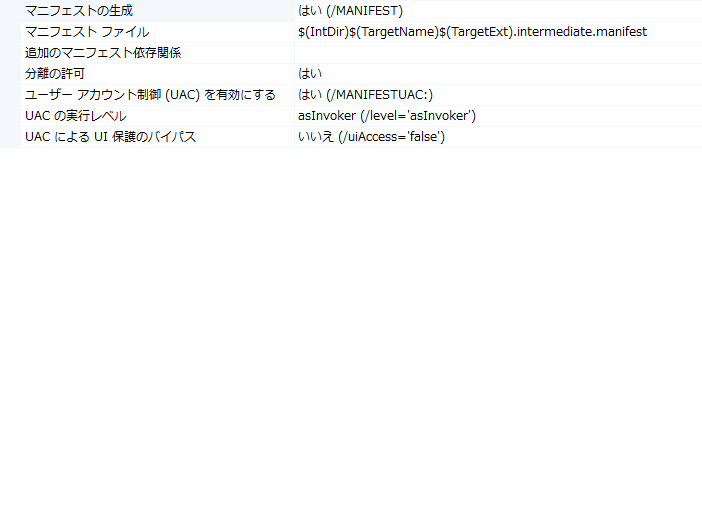 マニフェストの生成 はい (/MANIFEST)
マニフェスト ファイル $(IntDir)$(TargetName)$(TargetExt).intermediate.manifest
追加のマニフェスト依存関係
分離の許可 はい
ユーザー アカウント制御 (UAC) を有効にする はい (/MANIFESTUAC:)
UAC の実行レベル asInvoker (/level='asInvoker')
UAC による UI 保護のバイパス いいえ (/uiAccess='false')